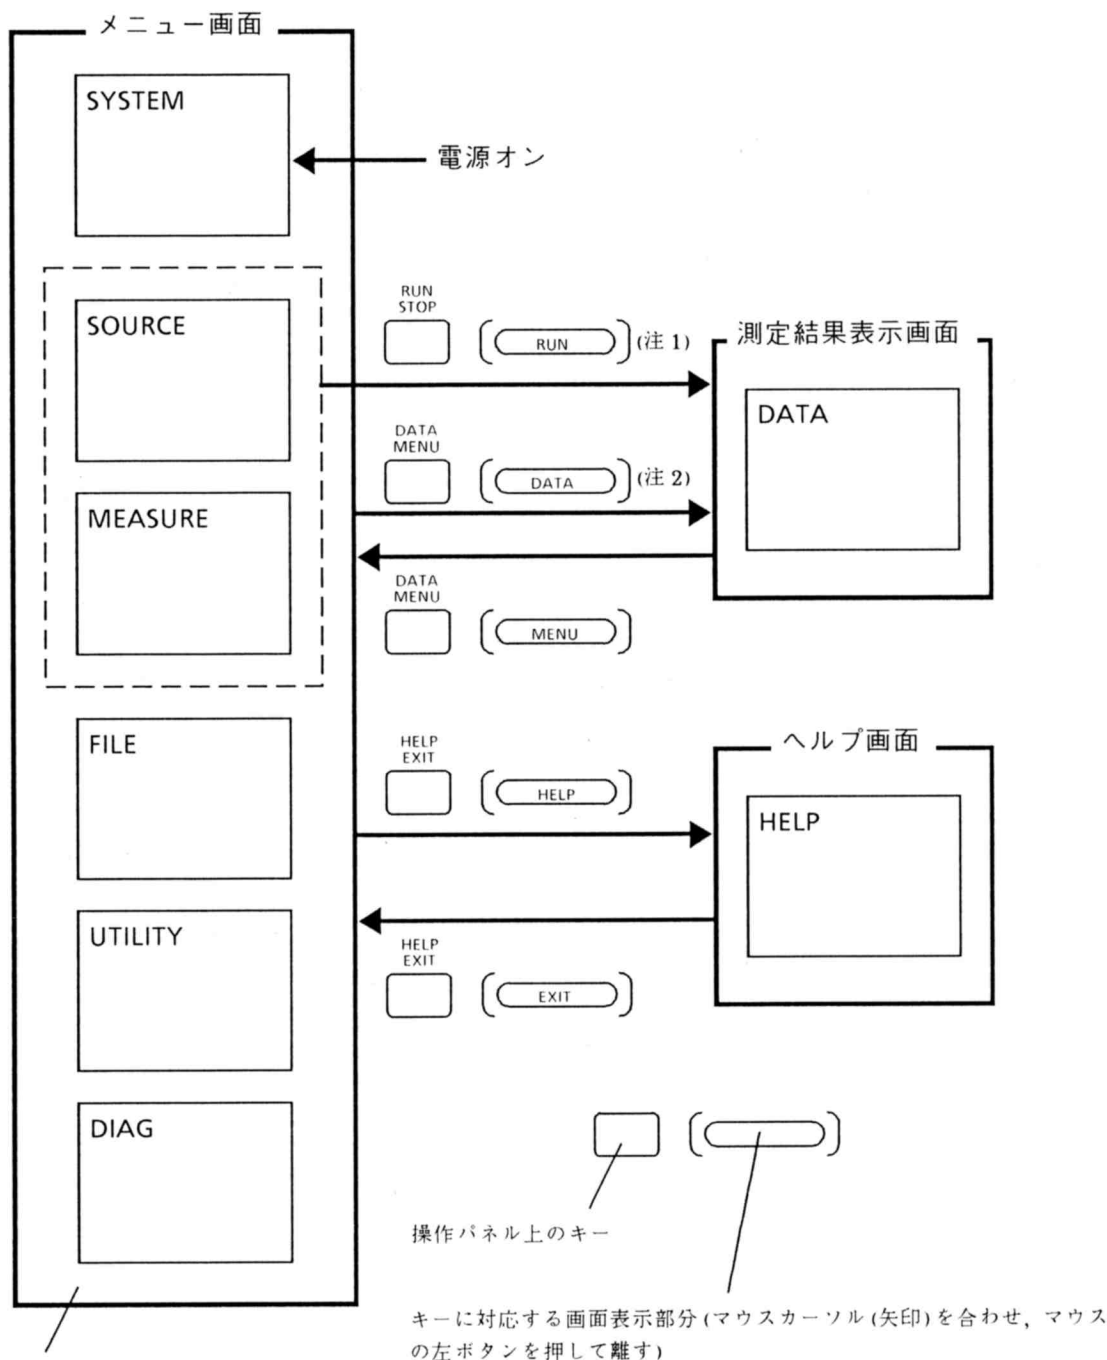 メニュー画面
SYSTEM
電源オン
SOURCE
RUN
STOP
RUN
(注 1)
測定結果表示画面
DATA
DATA
MENU
DATA
(注 2)
MEASURE
DATA
MENU
MENU
FILE
HELP
EXIT
HELP
ヘルプ画面
HELP
UTILITY
HELP
EXIT
EXIT
DIAG
操作パネル上のキー
キーに対応する画面表示部分(マウスカーソル(矢印)を合わせ，マウス
の左ボタンを押して離す)